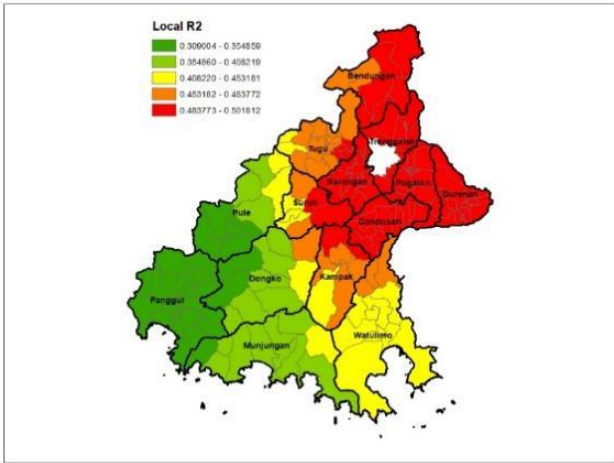 Local R2
0.309004 - 0.354859
0.354860 - 0.408219
0.408220 - 0.453181
0.453182 - 0.483772
0.483773 - 0.501812
Bendungan
Trenggalek
Tugu
Karangan
Pogalan
Durenan
Suruh
Pule
Gandusari
Dongko
Kampak
Panggul
Munjungan
Watulimo